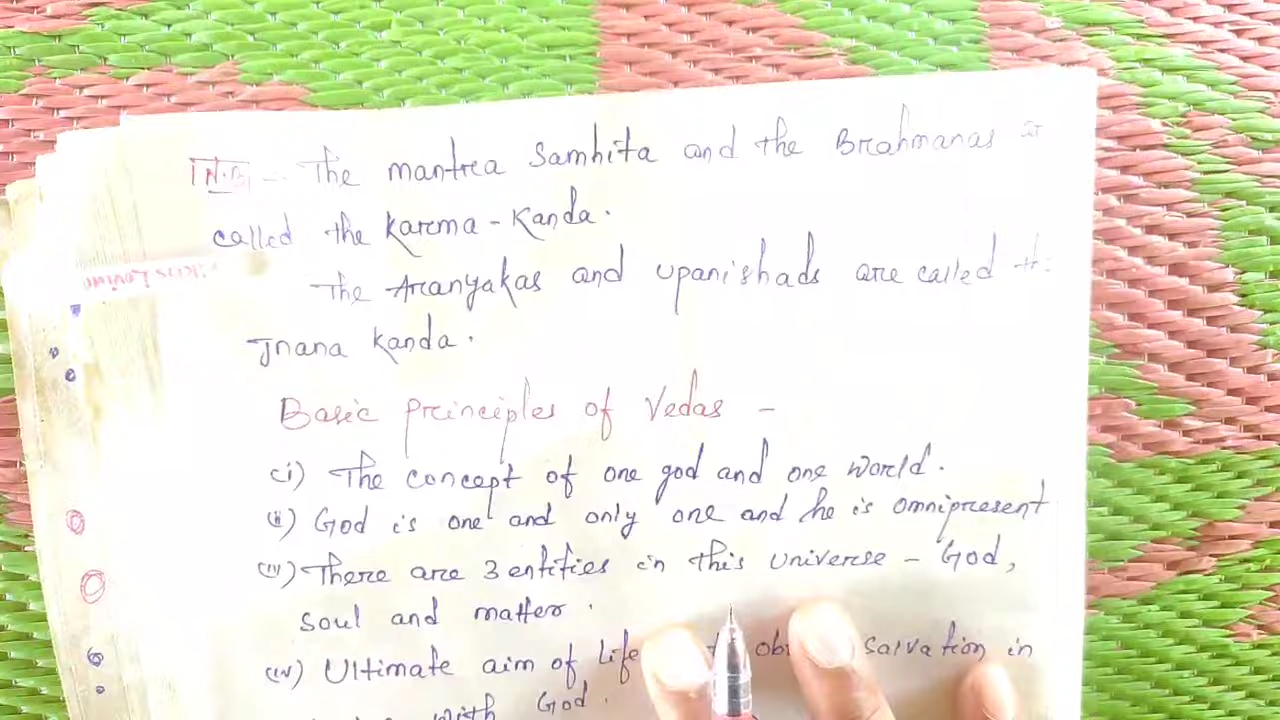 N.B - The mantra Samhita and the Brahmanas
called the Karma - Kanda.
The Aranyakas and upanishads are called
Jnana Kanda.
Basic principles of Vedas -
(i) The concept of one god and one world.
(ii) God is one and only one and he is omnipresent
(iii) There are 3 entities in this universe - God,
soul and matter.
(iv) Ultimate aim of life salvation in
with God.